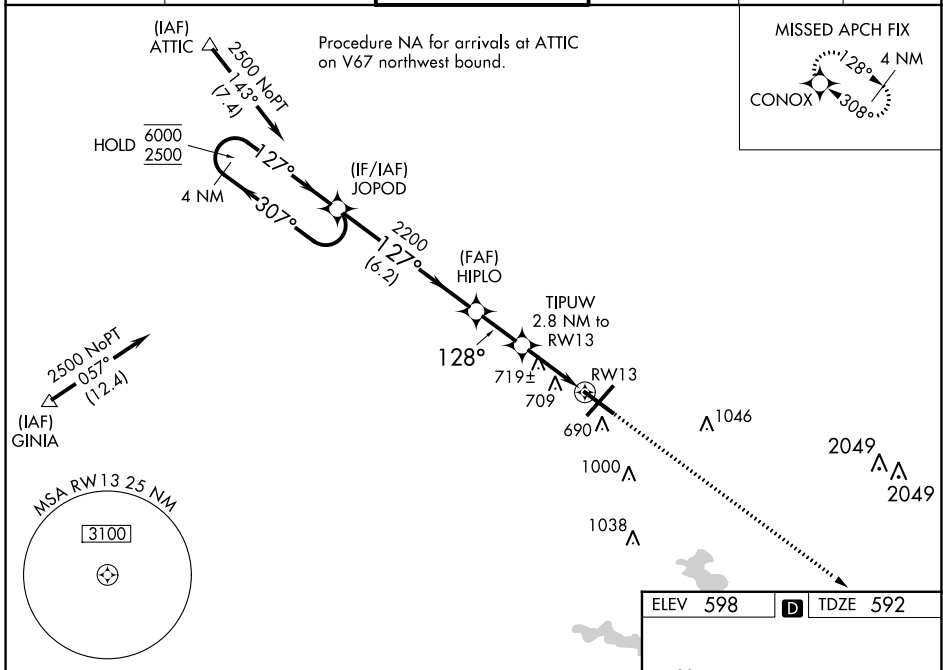 (IAF)
ATTIC
2500 NoPT
143°
(7.4)
Procedure NA for arrivals at ATTIC
on V67 northwest bound.
MISSED APCH FIX
128°
4 NM
CONOX
308°
HOLD
6000
2500
127°
4 NM
307°
(IF/IAF)
JOPOD
2200
127°
(6.2)
(FAF)
HIPLO
TIPUW
2.8 NM to
RW13
128°
719±
709
RW13
690
1046
1000
1038
2049
2049
2500 NoPT
057°
(12.4)
(IAF)
GINIA
MSA RW13 25 NM
3100
ELEV 598
D
TDZE 592